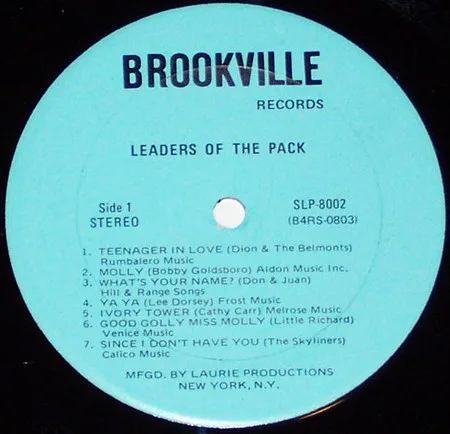 BROOKVILLE
RECORDS
LEADERS OF THE PACK
Side 1 SLP-8002
STEREO (B4RS-0803)
1. TEENAGER IN LOVE (Dion & The Belmonts)
Rumbalero Music
2. MOLLY (Bobby Goldsboro) Aldon Music Inc.
3. WHAT'S YOUR NAME? (Don & Juan)
Hill & Range Songs
4. YA YA (Lee Dorsey) Frost Music
5. IVORY TOWER (Cathy Carr) Melrose Music
6. GOOD GOLLY MISS MOLLY (Little Richard)
Venice Music
7. SINCE I DON'T HAVE YOU (The Skyliners)
Calico Music
MFGD. BY LAURIE PRODUCTIONS
NEW YORK, N.Y.